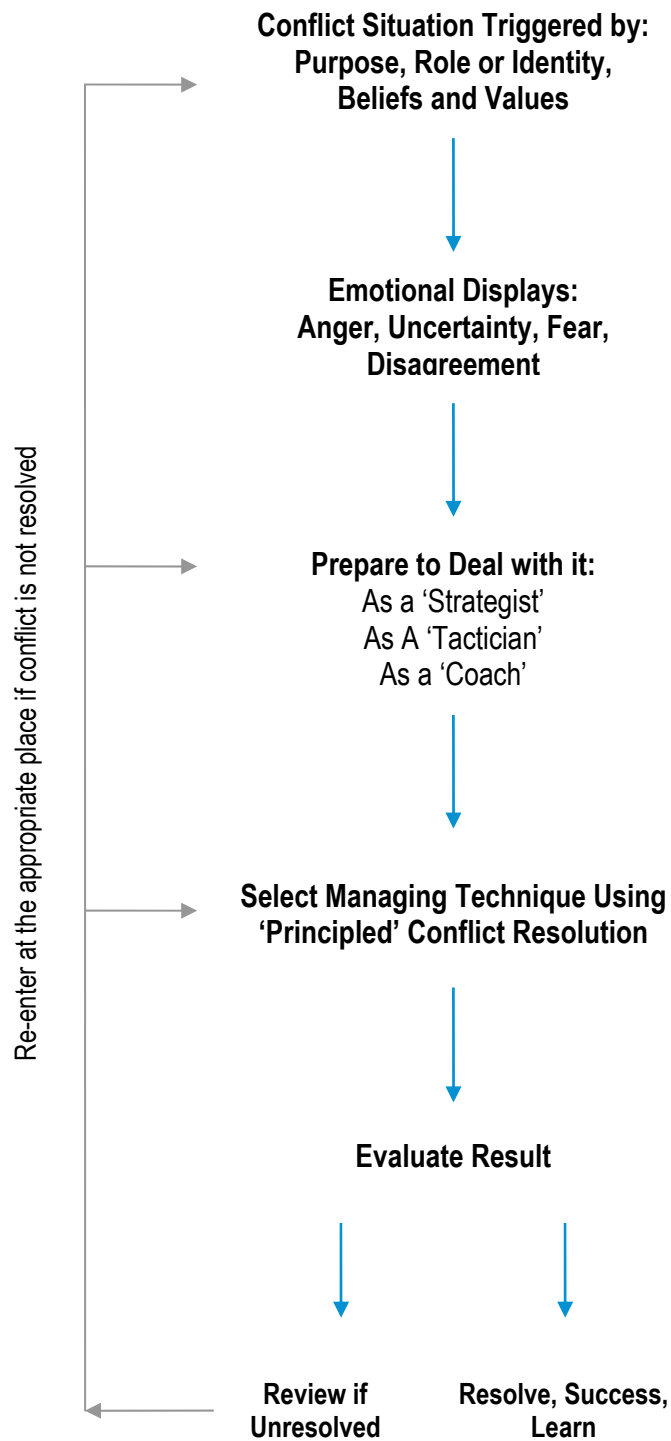 Conflict Situation Triggered by:
Purpose, Role or Identity,
Beliefs and Values
Emotional Displays:
Anger, Uncertainty, Fear,
Disagreement
Re-enter at the appropriate place if conflict is not resolved
Prepare to Deal with it:
As a ‘Strategist’
As A ‘Tactician’
As a ‘Coach’
Select Managing Technique Using
‘Principled’ Conflict Resolution
Evaluate Result
Review if
Unresolved
Resolve, Success,
Learn